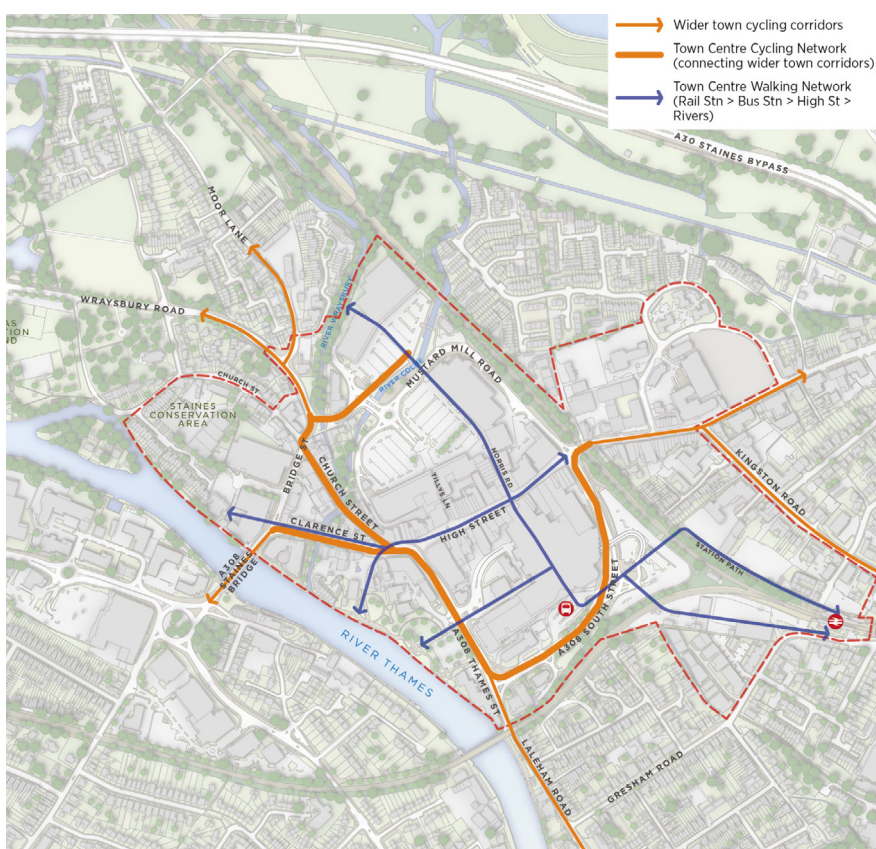 Wider town cycling corridors
Town Centre Cycling Network
(connecting wider town corridors)
Town Centre Walking Network
(Rail Stn > Bus Stn > High St >
Rivers)
A30 STAINES BYPASS
MOOR LANE
WRAYSBURY ROAD
RIVER WRAYSBURY
RIVER COLNE
MUSTARD MILL ROAD
CHURCH ST
STAINES
CONSERVATION
AREA
BRIDGE ST
CHURCH STREET
TILLYS LN
NORRIS RD
KINGSTON ROAD
HIGH STREET
CLARENCE ST
A308
STAINES
BRIDGE
STATION PATH
A308 SOUTH STREET
RIVER THAMES
A308 THAMES ST
LALEHAM ROAD
GRESHAM ROAD